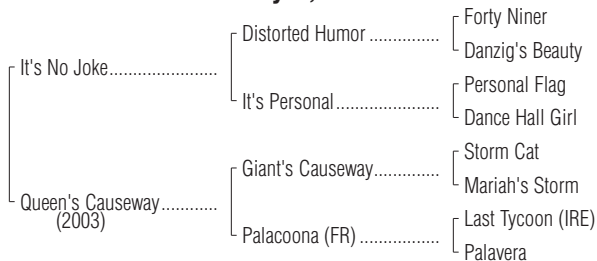 Forty Niner
Distorted Humor ...............
Danzig's Beauty
It's No Joke.......................
Personal Flag
It's Personal......................
Dance Hall Girl
Storm Cat
Giant's Causeway..............
Mariah's Storm
Queen's Causeway............
(2003)
Last Tycoon (IRE)
Palacoona (FR) .................
Palavera